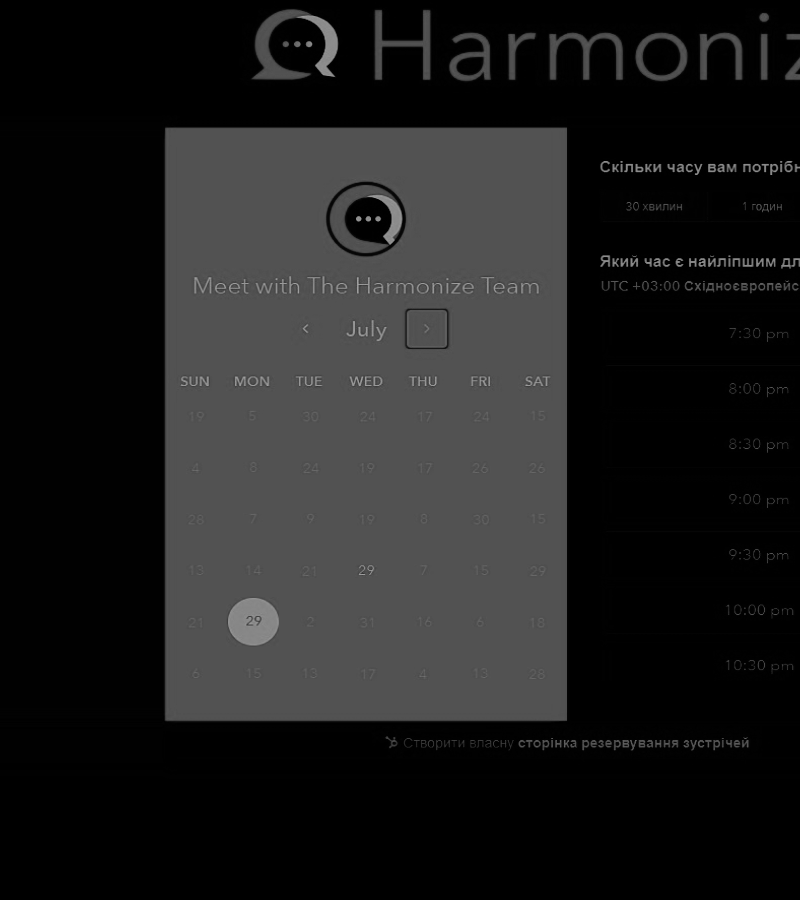 Harmoniz
Meet with The Harmonize Team
July
SUN MON TUE WED THU FRI SAT
19 5 30 24 17 24 15
4 8 24 19 17 26 26
28 7 9 19 8 30 15
13 14 21 29 7 15 29
21 29 2 31 16 6 18
6 15 13 17 4 13 28
Скільки часу вам потрібн
30 хвилин 1 годин
Який час є найліпшим дл
UTC +03:00 Східноєвропейс
7:30 pm
8:00 pm
8:30 pm
9:00 pm
9:30 pm
10:00 pm
10:30 pm
Створити власну сторінка резервування зустрічей